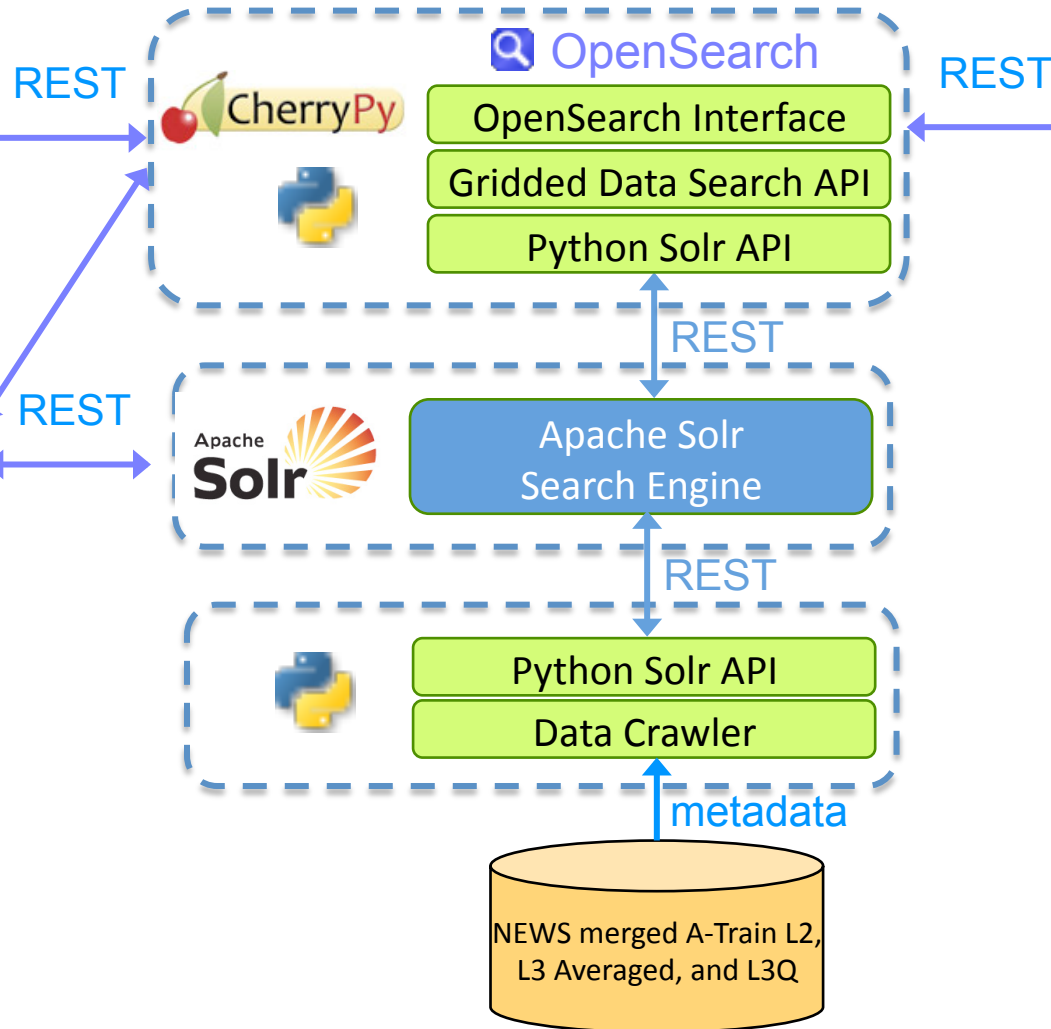 OpenSearch
REST
REST
CherryPy
OpenSearch Interface
Gridded Data Search API
Python Solr API
REST
REST
Apache
Solr
Apache Solr
Search Engine
REST
Python Solr API
Data Crawler
metadata
NEWS merged A-Train L2,
L3 Averaged, and L3Q